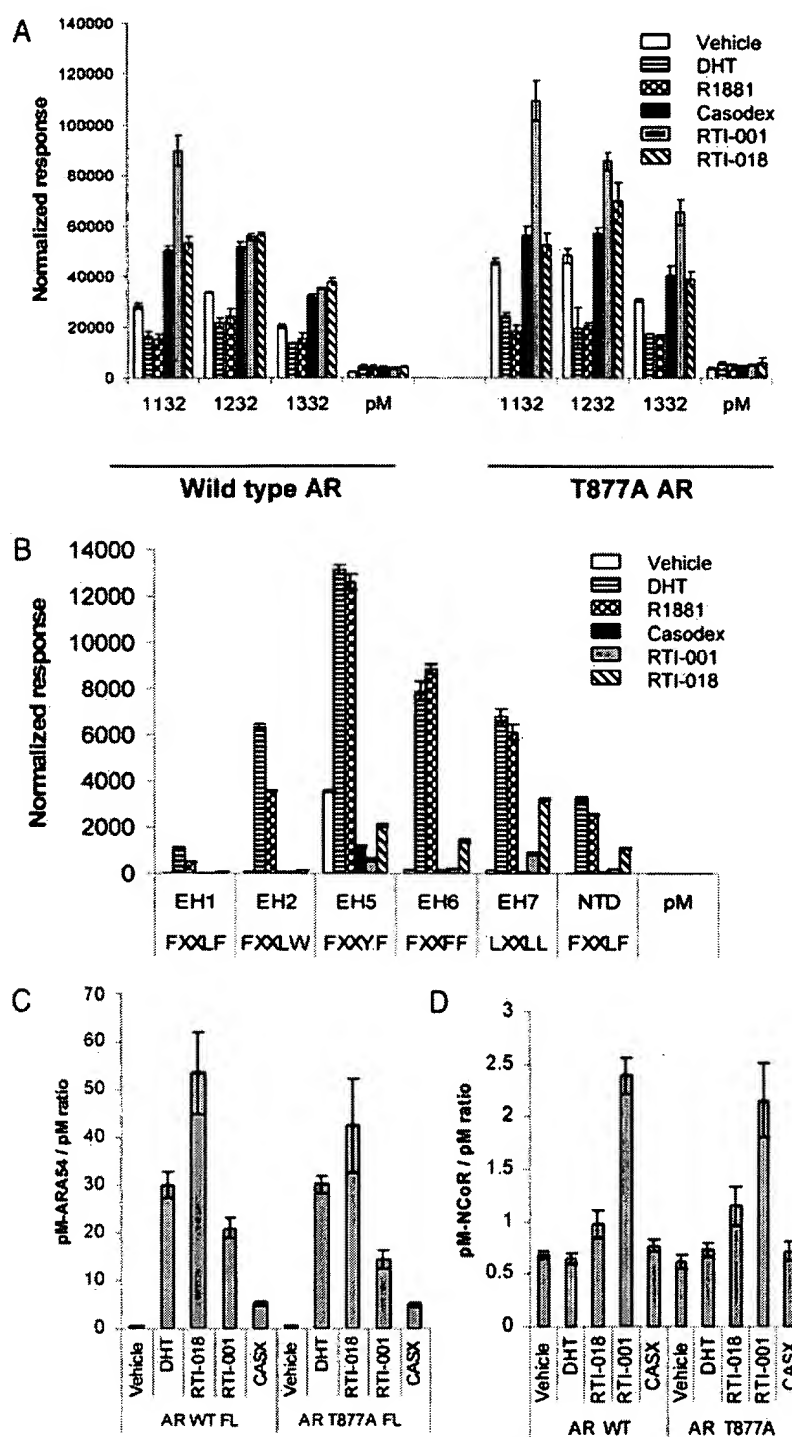 A
Normalized response
140000
120000
100000
80000
60000
40000
20000
0
Vehicle
DHT
R1881
Casodex
RTI-001
RTI-018
1132 1232 1332 pM 1132 1232 1332 pM
Wild type AR T877A AR
B
Normalized response
14000
12000
10000
8000
6000
4000
2000
0
Vehicle
DHT
R1881
Casodex
RTI-001
RTI-018
EH1 EH2 EH5 EH6 EH7 NTD pM
FXXLF FXXLW FXXYF FXXFF LXXLL FXXLF
C
pM-ARA54 / pM ratio
70
60
50
40
30
20
10
0
Vehicle DHT RTI-018 RTI-001 CASX Vehicle DHT RTI-018 RTI-001 CASX
AR WT FL AR T877A FL
D
pM-NCoR / pM ratio
3
2.5
2
1.5
1
0.5
0
Vehicle DHT RTI-018 RTI-001 CASX Vehicle DHT RTI-018 RTI-001 CASX
AR WT AR T877A